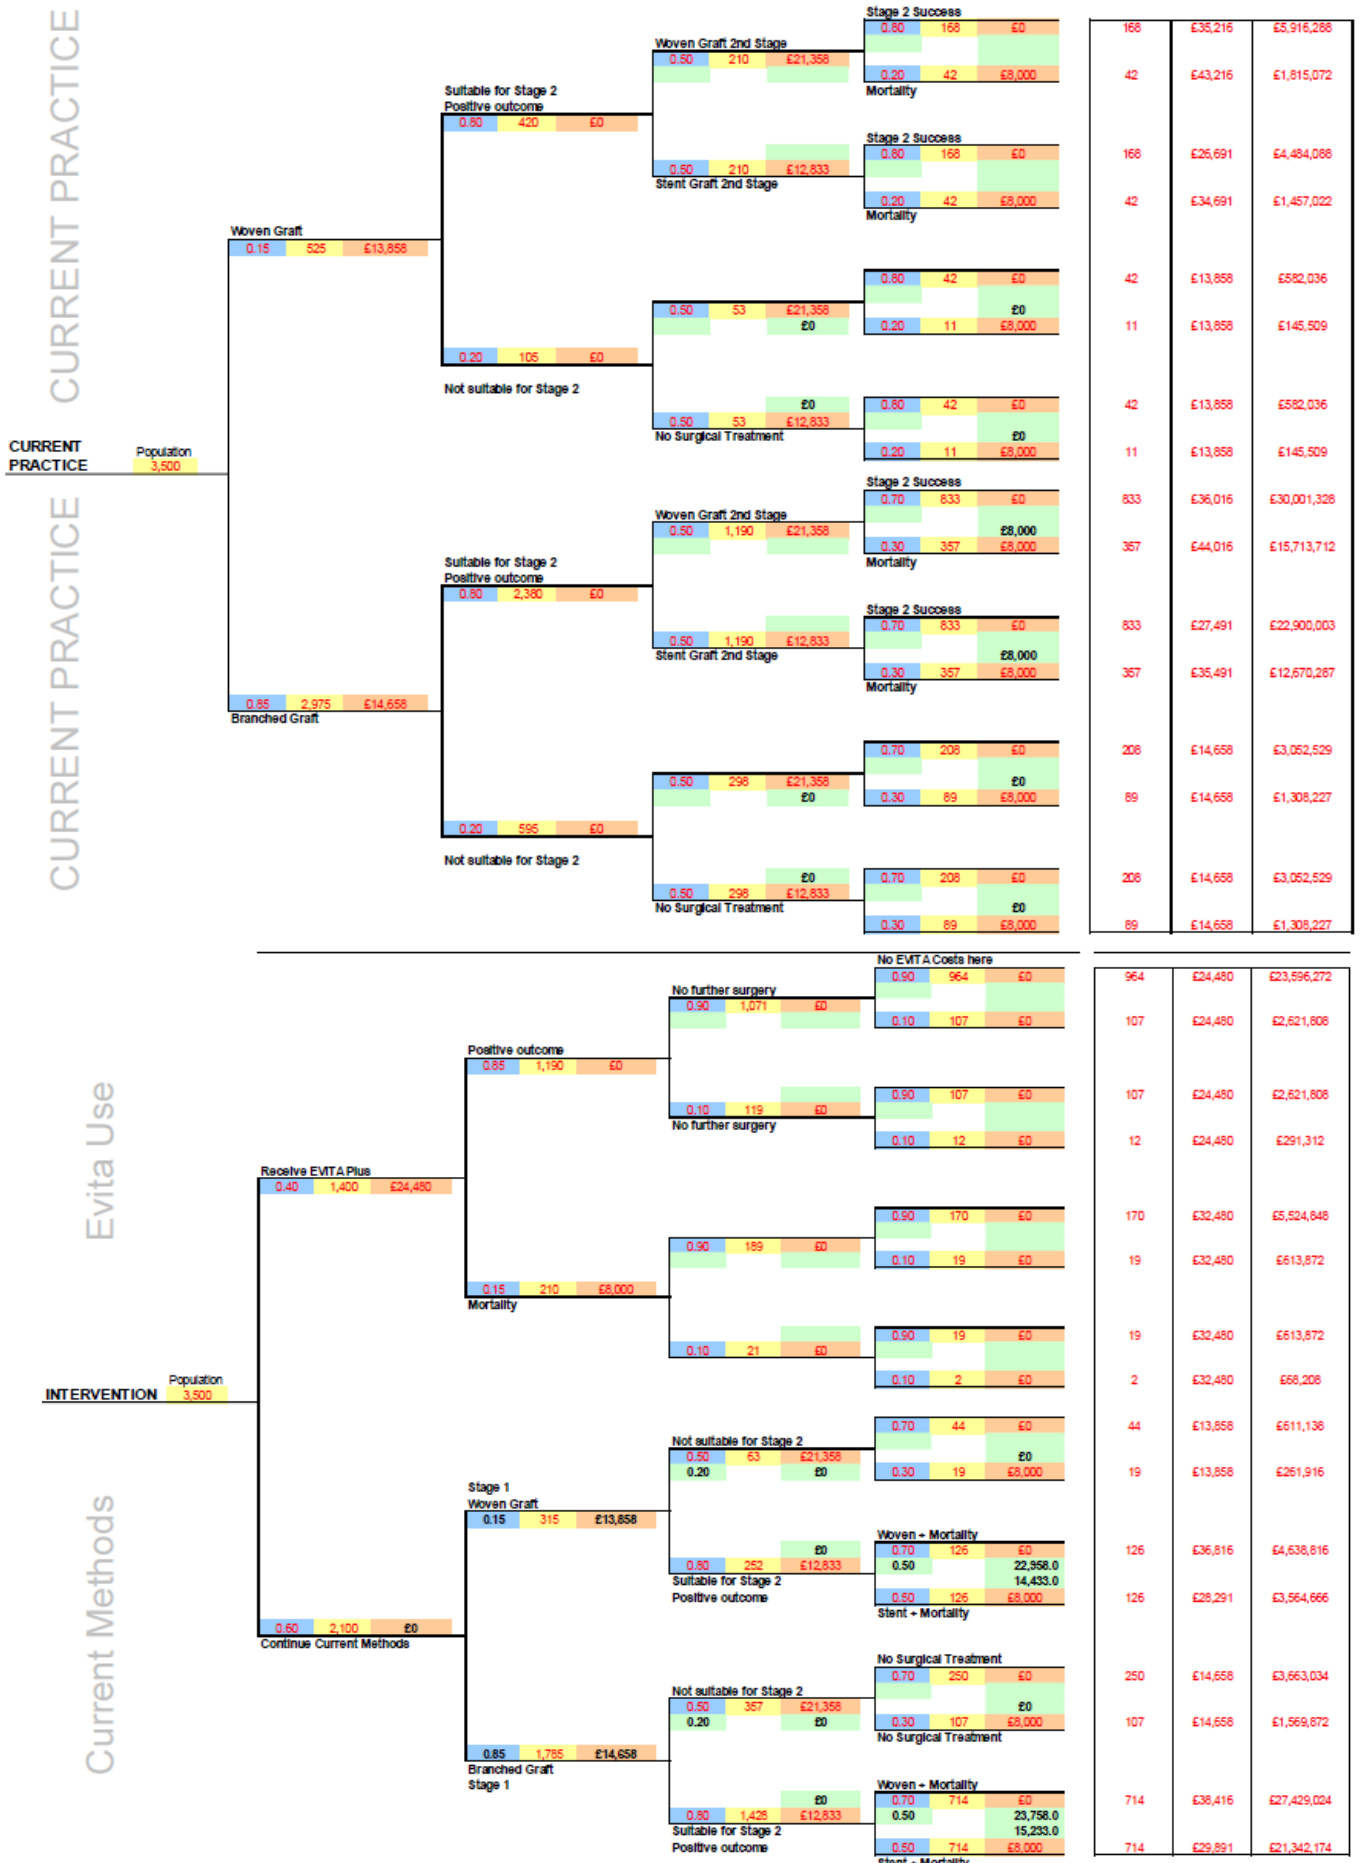 CURRENT PRACTICE
CURRENT PRACTICE
Stage 2 Success
0.80 168 £0 168 £35,216 £5,916,288
Woven Graft 2nd Stage
0.50 210 £21,358
0.20 42 £8,000 42 £43,216 £1,815,072
Mortality
Suitable for Stage 2
Positive outcome
0.80 420 £0
Stage 2 Success
0.80 168 £0 168 £26,691 £4,484,088
0.50 210 £12,833
Stent Graft 2nd Stage
0.20 42 £8,000 42 £34,691 £1,457,022
Mortality
Woven Graft
0.15 525 £13,858
0.80 42 £0 42 £13,858 £582,036
0.50 53 £21,358
£0
£0
0.20 11 £8,000 11 £13,858 £145,509
0.20 105 £0
Not suitable for Stage 2
£0
0.80 42 £0 42 £13,858 £582,036
0.50 53 £12,833
No Surgical Treatment
£0
0.20 11 £8,000 11 £13,858 £145,509
CURRENT
PRACTICE
Population
3,500
Stage 2 Success
0.70 833 £0 833 £36,016 £30,001,328
Woven Graft 2nd Stage
0.50 1,190 £21,358
£8,000
0.30 357 £8,000 357 £44,016 £15,713,712
Mortality
Suitable for Stage 2
Positive outcome
0.80 2,380 £0
Stage 2 Success
0.70 833 £0 833 £27,491 £22,900,003
0.50 1,190 £12,833
Stent Graft 2nd Stage
£8,000
0.30 357 £8,000 357 £35,491 £12,670,287
Mortality
0.85 2,975 £14,658
Branched Graft
0.70 208 £0 208 £14,658 £3,052,529
0.50 298 £21,358
£0
£0
0.30 89 £8,000 89 £14,658 £1,308,227
0.20 595 £0
Not suitable for Stage 2
£0
0.70 208 £0 208 £14,658 £3,052,529
0.50 298 £12,833
No Surgical Treatment
£0
0.30 89 £8,000 89 £14,658 £1,308,227
Evita Use
Current Methods
No EVITA Costs here
0.90 964 £0 964 £24,480 £23,596,272
No further surgery
0.90 1,071 £0
0.10 107 £0 107 £24,480 £2,621,808
Positive outcome
0.85 1,190 £0
0.90 107 £0 107 £24,480 £2,621,808
0.10 119 £0
No further surgery
0.10 12 £0 12 £24,480 £291,312
Receive EVITA Plus
0.40 1,400 £24,480
0.90 170 £0 170 £32,480 £5,524,848
0.90 189 £0
0.10 19 £0 19 £32,480 £613,872
0.15 210 £8,000
Mortality
0.90 19 £0 19 £32,480 £613,872
0.10 21 £0
0.10 2 £0 2 £32,480 £68,208
INTERVENTION
Population
3,500
0.70 44 £0 44 £13,858 £611,138
Not suitable for Stage 2
0.50 63 £21,358
0.20 £0
£0
0.30 19 £8,000 19 £13,858 £261,916
Stage 1
Woven Graft
0.15 315 £13,858
Woven + Mortality
£0
0.70 126 £0 126 £36,816 £4,638,816
0.80 252 £12,833
Suitable for Stage 2
Positive outcome
0.50 22,958.0
14,433.0
0.50 126 £8,000 126 £28,291 £3,564,666
Stent + Mortality
0.60 2,100 £0
Continue Current Methods
No Surgical Treatment
0.70 250 £0 250 £14,658 £3,663,034
Not suitable for Stage 2
0.50 357 £21,358
0.20 £0
£0
0.30 107 £8,000 107 £14,658 £1,569,872
No Surgical Treatment
0.85 1,785 £14,658
Branched Graft
Stage 1
Woven + Mortality
£0
0.70 714 £0 714 £38,416 £27,429,024
0.80 1,428 £12,833
Suitable for Stage 2
Positive outcome
0.50 23,758.0
15,233.0
0.50 714 £8,000 714 £29,891 £21,342,174
Stent + Mortality